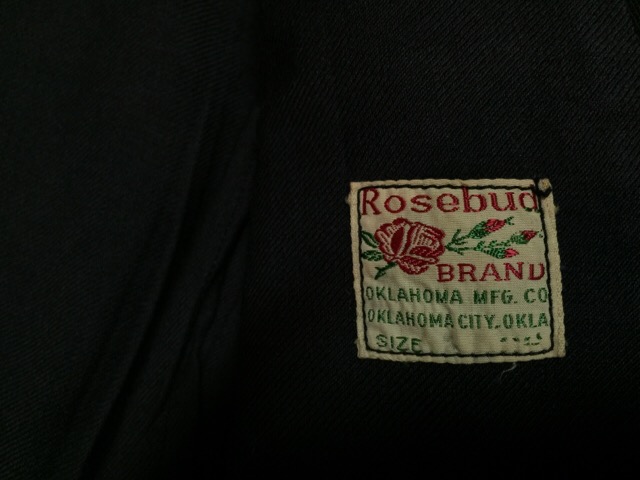 Rosebud
BRAND
OKLAHOMA MFG. CO
OKLAHOMA CITY. OKLA
SIZE